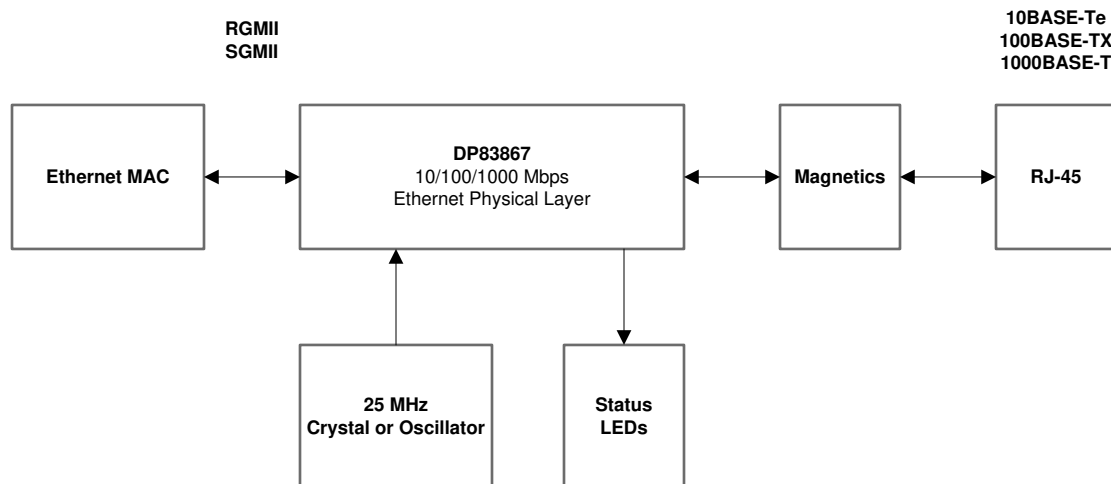 RGMII
SGMII
10BASE-Te
100BASE-TX
1000BASE-T
Ethernet MAC
DP83867
10/100/1000 Mbps
Ethernet Physical Layer
Magnetics
RJ-45
25 MHz
Crystal or Oscillator
Status
LEDs